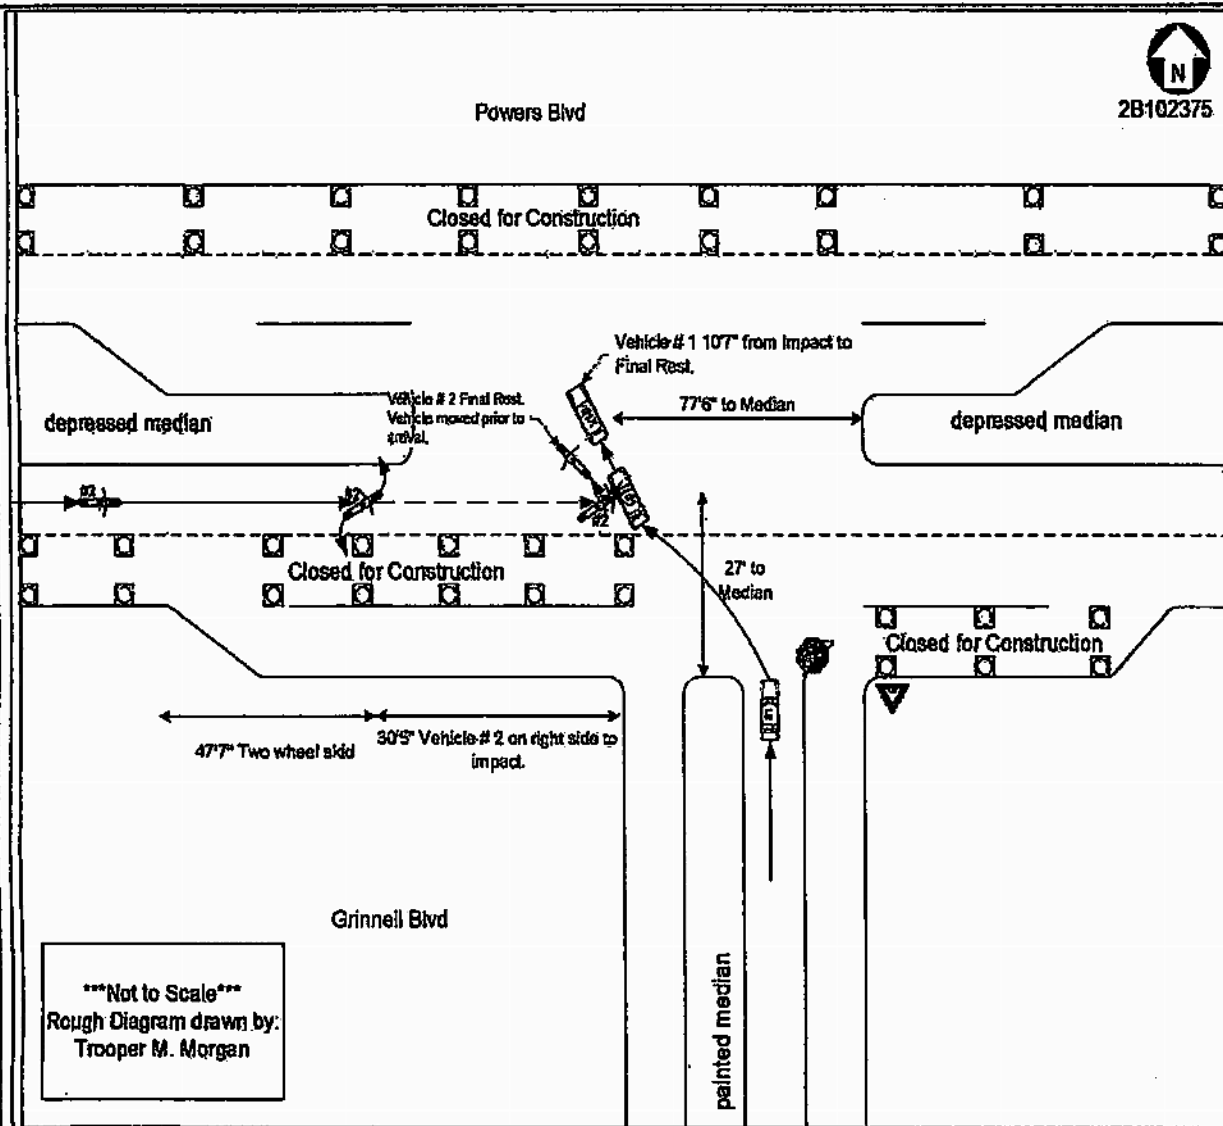 N
2B102375
Powers Blvd
Closed for Construction
Vehicle # 1 10'7" from Impact to
Final Rest.
Vehicle # 2 Final Rest.
Vehicle moved prior to
arrival.
77'6" to Median
depressed median
depressed median
#2
#2
#2
Closed for Construction
27' to
Median
Closed for Construction
47'7" Two wheel skid
30'5" Vehicle # 2 on right side to
impact.
Grinnell Blvd
***Not to Scale***
Rough Diagram drawn by:
Trooper M. Morgan
painted median